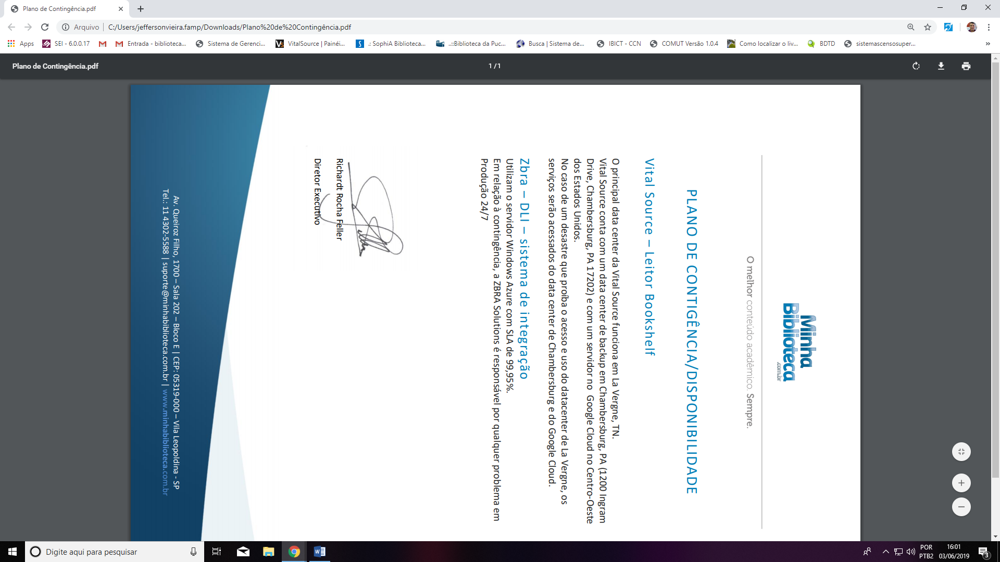 Plano de Contingência.pdf
Arquivo
C:/Users/jeffersonvieira.famp/Downloads/Plano%20de%20Contingência.pdf
Apps
SEI - 6.0.0.17
Entrada - biblioteca...
Sistema de Gerenci...
VitalSource | Painéi...
.: SophiA Biblioteca...
..::Biblioteca da Puc...
Busca | Sistema de...
IBICT - CCN
COMUT Versão 1.0.4
Como localizar o liv...
BDTD
sistemascensosuper...
»
Plano de Contingência.pdf
1 / 1
Minha
Biblioteca
.com.br
O melhor conteúdo acadêmico. Sempre.
PLANO DE CONTIGÊNCIA/DISPONIBILIDADE
Vital Source – Leitor Bookshelf
O principal data center da Vital Source funciona em La Vergne, TN.
Vital Source conta com um data center de backup em Chambersburg, PA (1200 Ingram
Drive, Chambersburg, PA 17202) e com um servidor no Google Cloud no Centro-Oeste
dos Estados Unidos.
No caso de um desastre que proíba o acesso e uso do datacenter de La Vergne, os
serviços serão acessados do data center de Chambersburg e do Google Cloud.
Zbra – DLI – sistema de integração
Utilizam o servidor Windows Azure com SLA de 99,95%.
Em relação à contingência, a ZBRA Solutions é responsável por qualquer problema em
Produção 24/7
Richardt Rocha Feller
Diretor Executivo
Av. Queiroz Filho, 1700 – Sala 202 – Bloco E | CEP: 05319-000 – Vila Leopoldina - SP
Tel.: 11 4302-5588 | suporte@minhabiblioteca.com.br | www.minhabiblioteca.com.br
Digite aqui para pesquisar
POR
PTB2
16:01
03/06/2019
3